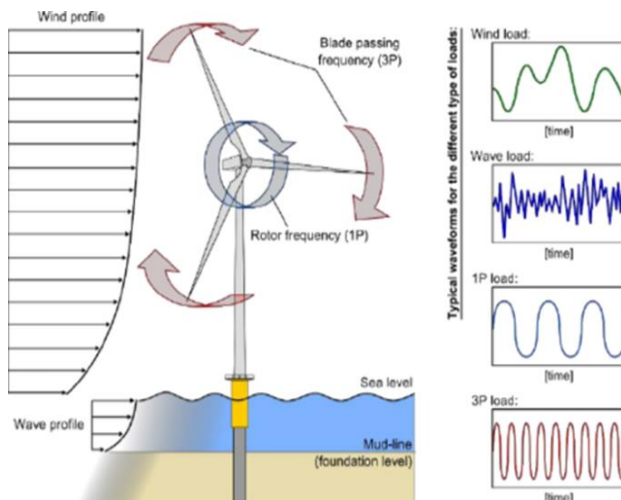 Wind profile
Blade passing
frequency (3P)
Rotor frequency (1P)
Sea level
Wave profile
Mud-line
(foundation level)
Typical waveforms for the different type of loads:
Wind load:
[time]
Wave load:
[time]
1P load:
[time]
3P load:
[time]